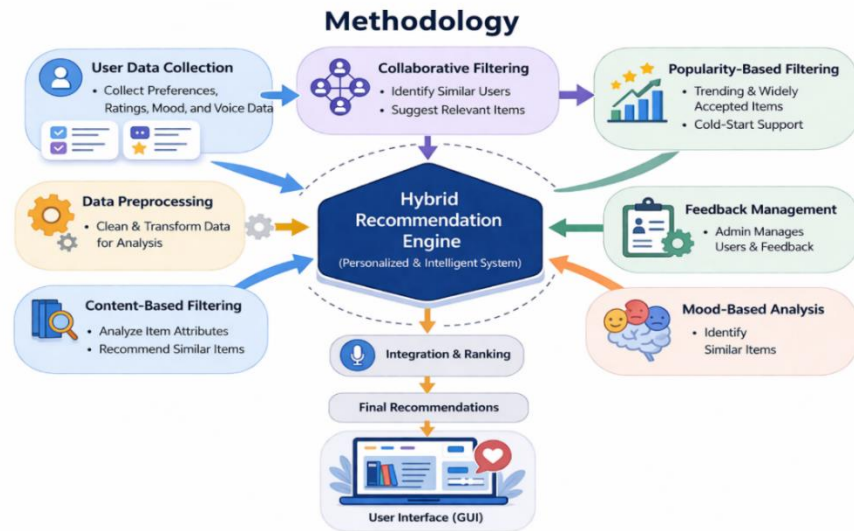 Methodology
User Data Collection
• Collect Preferences,
Ratings, Mood, and Voice Data
Collaborative Filtering
• Identify Similar Users
• Suggest Relevant Items
Popularity-Based Filtering
• Trending & Widely
Accepted Items
• Cold-Start Support
Data Preprocessing
• Clean & Transform Data
for Analysis
Hybrid
Recommendation
Engine
(Personalized & Intelligent System)
Feedback Management
• Admin Manages
Users & Feedback
Content-Based Filtering
• Analyze Item Attributes
• Recommend Similar Items
Mood-Based Analysis
• Identify
Similar Items
Integration & Ranking
Final Recommendations
User Interface (GUI)